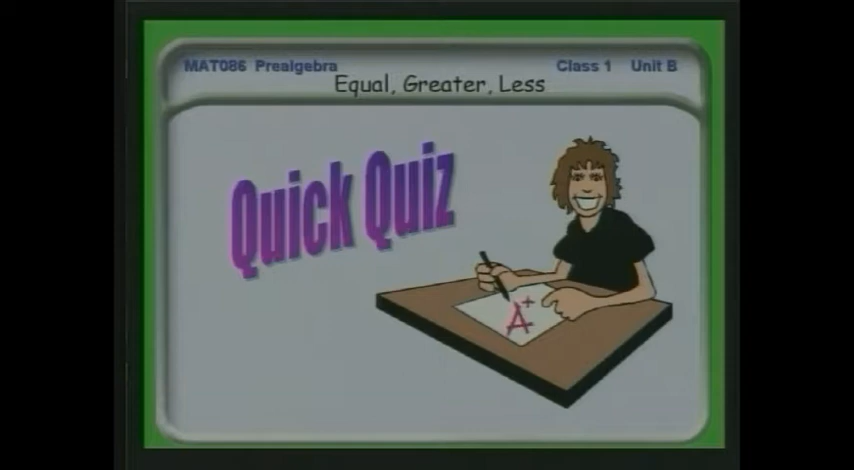 MAT086 Prealgebra Class 1 Unit B
Equal, Greater, Less
Quick Quiz
A+